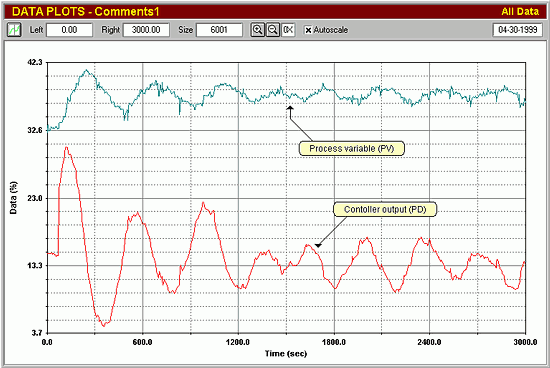 DATA PLOTS - Comments1 All Data
Left 0.00 Right 3000.00 Size 6001 0X Autoscale 04-30-1999
42.3
32.6
Process variable (PV)
23.0
Contoller output (PD)
Data (%)
13.3
3.7
0.0 600.0 1200.0 1800.0 2400.0 3000.0
Time (sec)